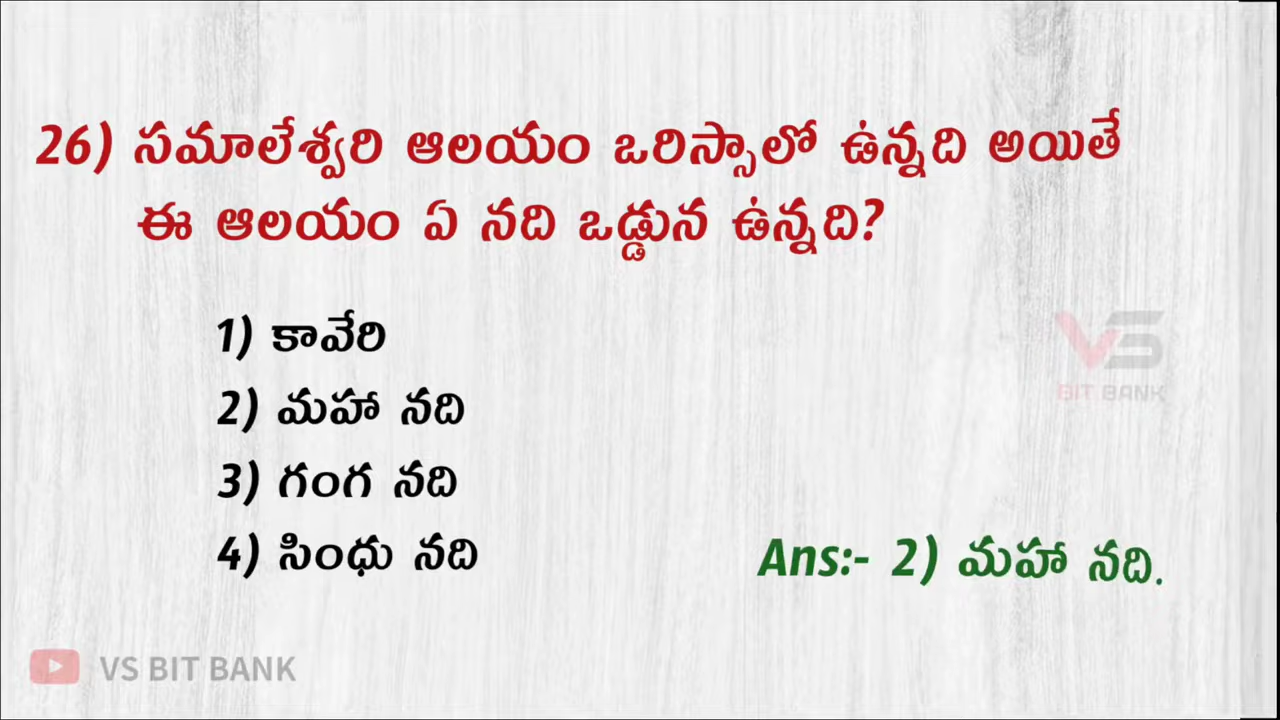 26) సమాలేశ్వరి ఆలయం ఒరిస్సాలో ఉన్నది అయితే
ఈ ఆలయం ఏ నది ఒడ్డున ఉన్నది?
1) కావేరి
2) మహా నది
3) గంగ నది
4) సింధు నది
Ans:- 2) మహా నది.
VS
BIT BANK
VS BIT BANK